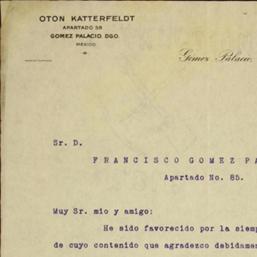 OTON KATTERFELDT
APARTADO 58
GOMEZ PALACIO, DGO.
MEXICO
Gomez Palacio,
Sr. D.
FRANCISCO GOMEZ PA
Apartado No. 85.
Muy Sr. mio y amigo:
He sido favorecido por la siemp
de cuyo contenido que agradezco debidamen